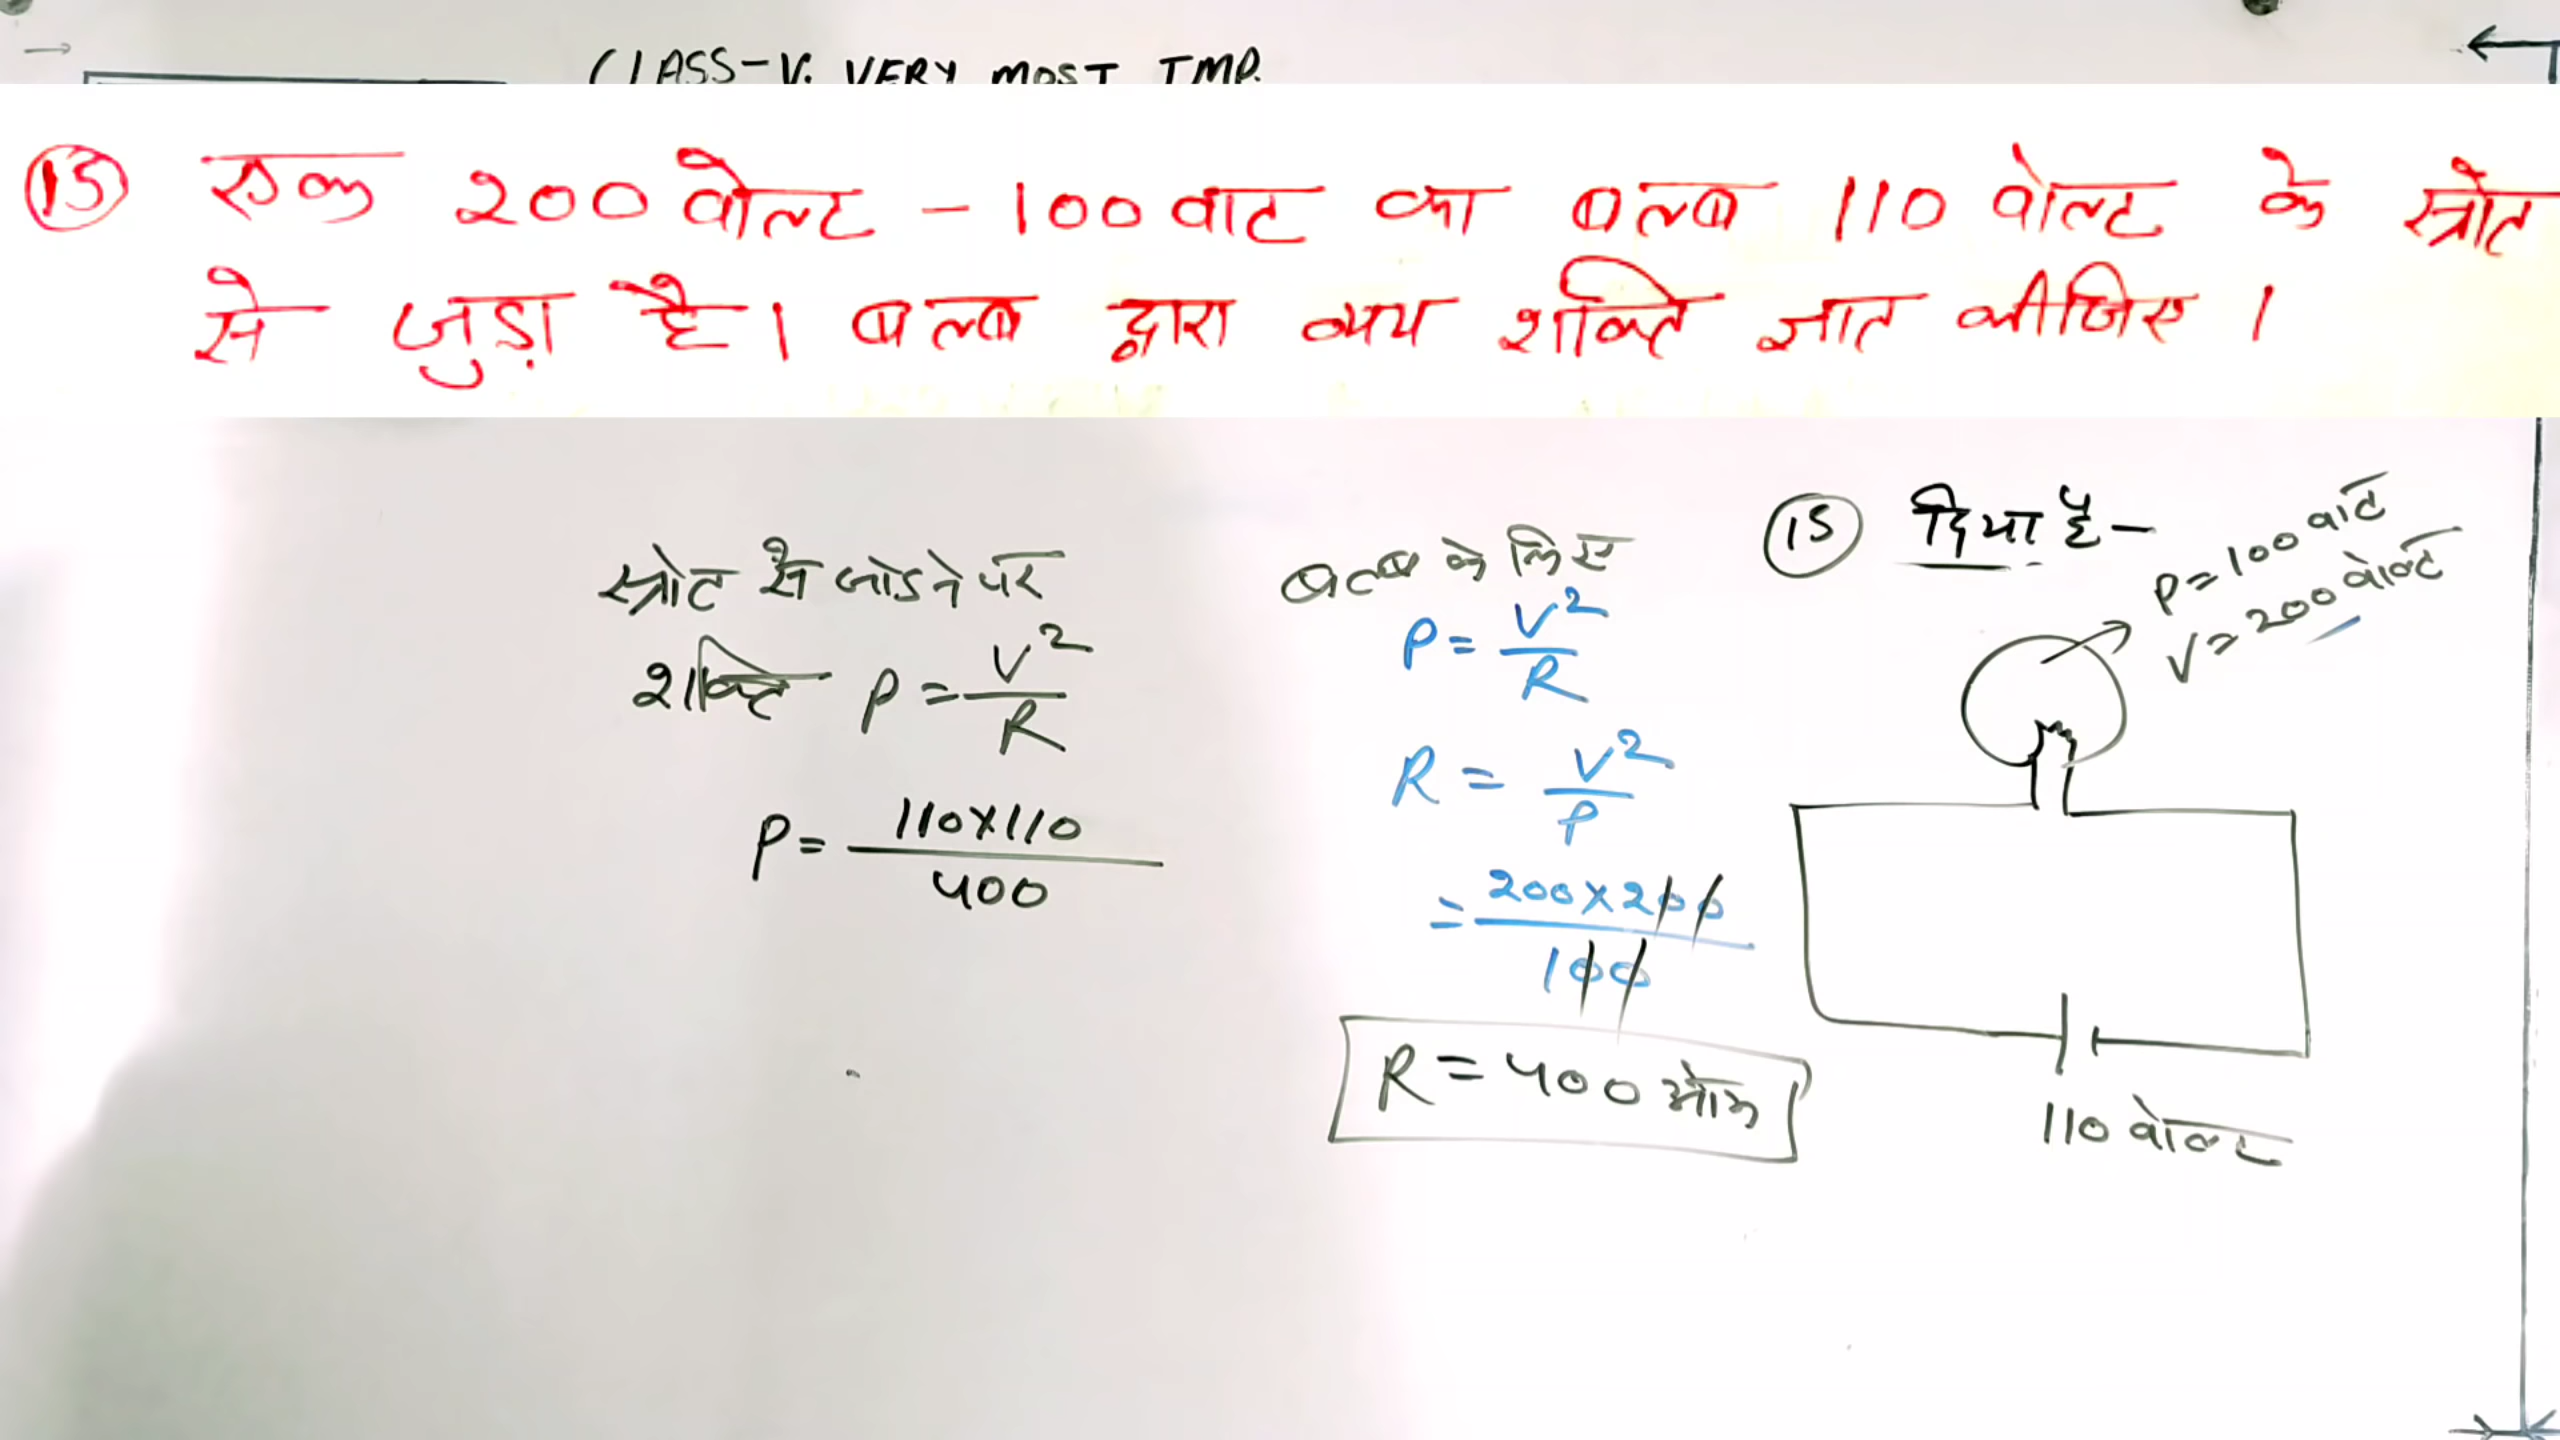 CLASS-V. VERY MOST IMP.
15 एक 200 वोल्ट - 100 वाट का बल्ब 110 वोल्ट के स्त्रोत
से जुड़ा है। बल्ब द्वारा व्यय शक्ति ज्ञात कीजिए ।
15 दिया है-
P=100 वाट
V=200 वोल्ट
110 वोल्ट
बल्ब के लिए
P = V²/R
R = V²/P
= 200×200/100
R = 400 ओम
स्त्रोत से जोडने पर
शक्ति P = V²/R
P = 110×110/400